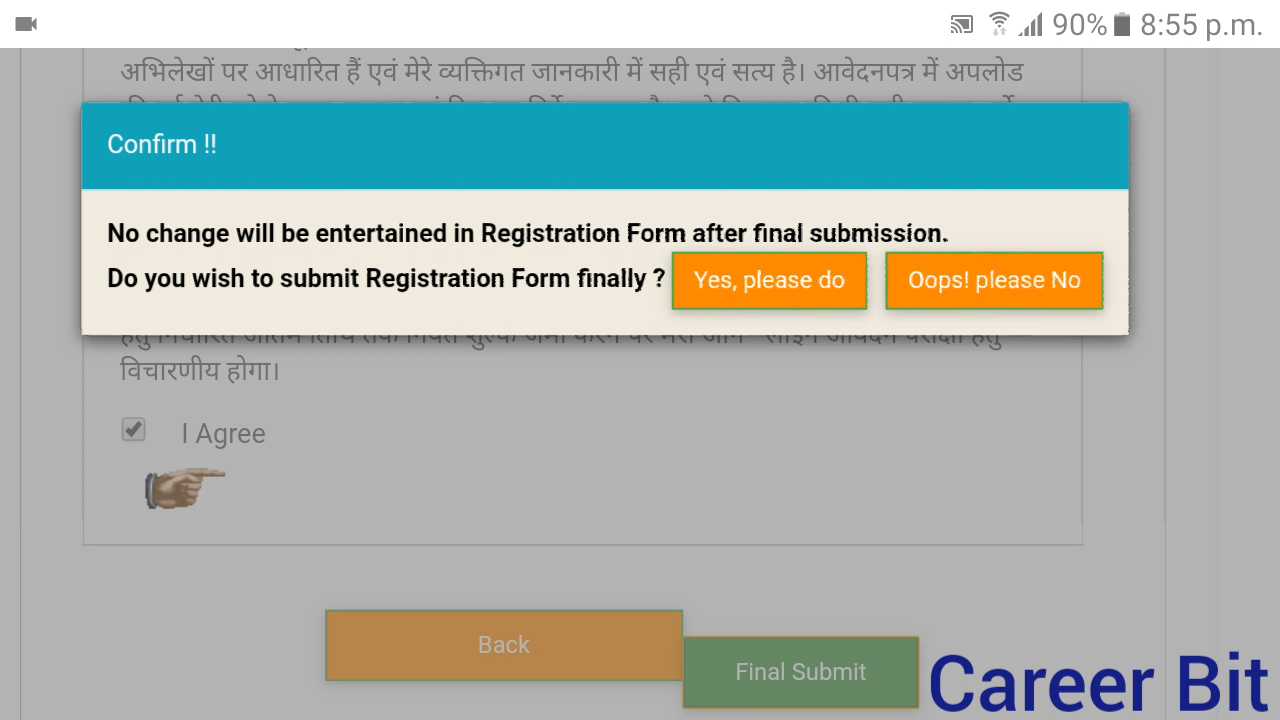 90% 8:55 p.m.
अभिलेखों पर आधारित हैं एवं मेरे व्यक्तिगत जानकारी में सही एवं सत्य है। आवेदनपत्र में अपलोड
Confirm !!
No change will be entertained in Registration Form after final submission.
Do you wish to submit Registration Form finally ? Yes, please do Oops! please No
विचारणीय होगा।
I Agree
Back
Final Submit
Career Bit